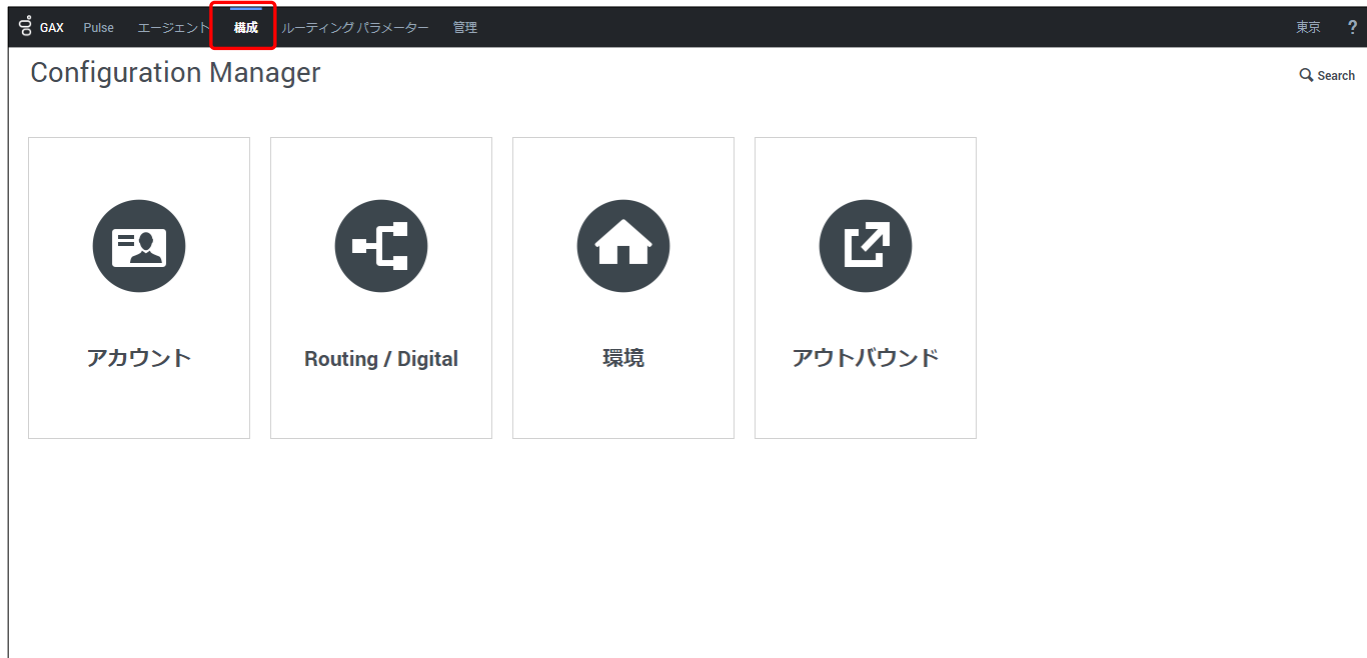 GAX Pulse エージェント 構成 ルーティング パラメーター 管理 東京 ?
Configuration Manager
Search
アカウント Routing / Digital 環境 アウトバウンド